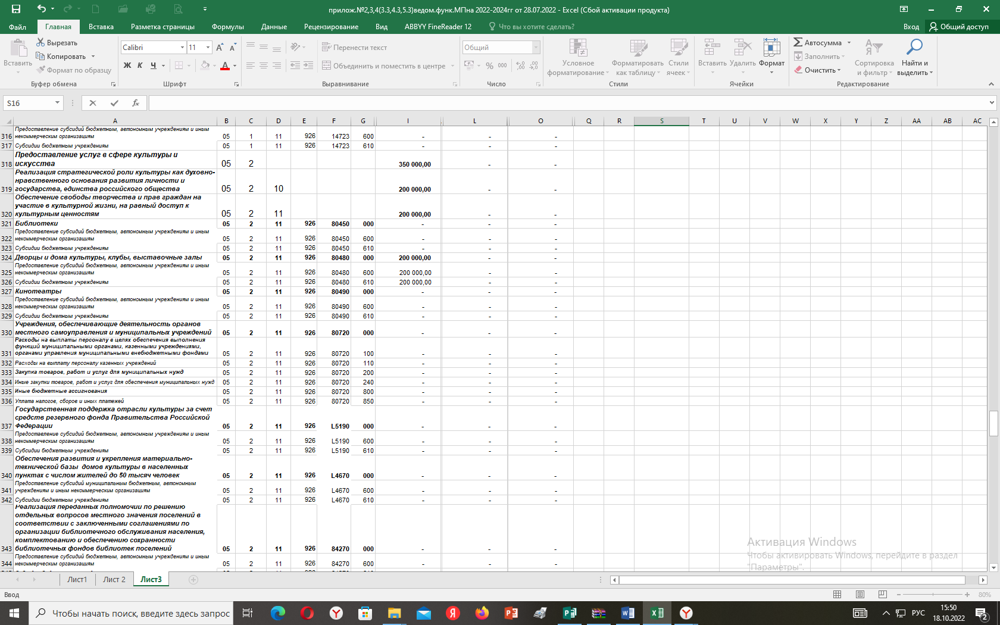 прилож.№2,3,4(3.3,4.3,5.3)ведом.функ.МПна 2022-2024гг от 28.07.2022 - Excel (Сбой активации продукта)
Файл Главная Вставка Разметка страницы Формулы Данные Рецензирование Вид ABBYY FineReader 12 Что вы хотите сделать? Вход Общий доступ
Вставить
Вырезать
Копировать
Формат по образцу
Буфер обмена
Calibri 11
Ж К Ч А
Шрифт
Перенести текст
Объединить и поместить в центре
Выравнивание
Общий
% 000
Число
Условное форматирование
Форматировать как таблицу
Стили ячеек
Стили
Вставить Удалить Формат
Ячейки
Автосумма
Заполнить
Очистить
Сортировка и фильтр
Найти и выделить
Редактирование
S16 fx
A B C D E F G I L O Q R S T U V W X Y Z AA AB AC
Предоставление субсидий бюджетным, автономным учреждениям и иным
316 некоммерческим организациям 05 1 11 926 14723 600 - - -
317 Субсидии бюджетным учреждениям 05 1 11 926 14723 610 - - -
Предоставление услуг в сфере культуры и
318 искусства 05 2 350 000,00 - -
Реализация стратегической роли культуры как духовно-
нравственного основания развития личности и
319 государства, единства российского общества 05 2 10 200 000,00 - -
Обеспечение свободы творчества и прав граждан на
участие в культурной жизни, на равный доступ к
320 культурным ценностям 05 2 11 200 000,00 - -
321 Библиотеки 05 2 11 926 80450 000 - - -
Предоставление субсидий бюджетным, автономным учреждениям и иным
322 некоммерческим организациям 05 2 11 926 80450 600 - - -
323 Субсидии бюджетным учреждениям 05 2 11 926 80450 610 - - -
324 Дворцы и дома культуры, клубы, выставочные залы 05 2 11 926 80480 000 200 000,00 - -
Предоставление субсидий бюджетным, автономным учреждениям и иным
325 некоммерческим организациям 05 2 11 926 80480 600 200 000,00 - -
326 Субсидии бюджетным учреждениям 05 2 11 926 80480 610 200 000,00 - -
327 Кинотеатры 05 2 11 926 80490 000 - - -
Предоставление субсидий бюджетным, автономным учреждениям и иным
328 некоммерческим организациям 05 2 11 926 80490 600 - - -
329 Субсидии бюджетным учреждениям 05 2 11 926 80490 610 - - -
Учреждения, обеспечивающие деятельность органов
330 местного самоуправления и муниципальных учреждений 05 2 11 926 80720 000 - - -
Расходы на выплаты персоналу в целях обеспечения выполнения
функций муниципальными органами, казенными учреждениями,
331 органами управления муниципальными внебюджетными фондами 05 2 11 926 80720 100 - - -
332 Расходы на выплату персоналу казенных учреждений 05 2 11 926 80720 110 - - -
333 Закупка товаров, работ и услуг для муниципальных нужд 05 2 11 926 80720 200 - - -
334 Иные закупки товаров, работ и услуг для обеспечения муниципальных нужд 05 2 11 926 80720 240 - - -
335 Иные бюджетные ассигнования 05 2 11 926 80720 800 - - -
336 Уплата налогов, сборов и иных платежей 05 2 11 926 80720 850 - - -
Государственная поддержка отрасли культуры за счет
средств резервного фонда Правительства Российской
337 Федерации 05 2 11 926 L5190 000 - - -
Предоставление субсидий бюджетным, автономным учреждениям и иным
338 некоммерческим организациям 05 2 11 926 L5190 600 - - -
339 Субсидии бюджетным учреждениям 05 2 11 926 L5190 610 - - -
Обеспечения развития и укрепления материально-
технической базы домов культуры в населенных
340 пунктах с числом жителей до 50 тысяч человек 05 2 11 926 L4670 000 - - -
Предоставление субсидий муниципальным бюджетным, автономным
341 учреждениям и иным некоммерческим организациям 05 2 11 926 L4670 600 - - -
342 Субсидии бюджетным учреждениям 05 2 11 926 L4670 610 - - -
Реализация переданных полномочии по решению
отдельных вопросов местного значения поселений в
соответствии с заключенными соглашениями по
организации библиотечного обслуживания населения,
комплектованию и обеспечению сохранности
343 библиотечных фондов библиотек поселений 05 2 11 926 84270 000 - - -
Предоставление субсидий бюджетным, автономным учреждениям и иным
344 некоммерческим организациям 05 2 11 926 84270 600 - - -
Активация Windows
Чтобы активировать Windows, перейдите в раздел
"Параметры".
Лист1 Лист 2 Лист3
Ввод 80%
Чтобы начать поиск, введите здесь запрос
РУС
15:50
18.10.2022
2